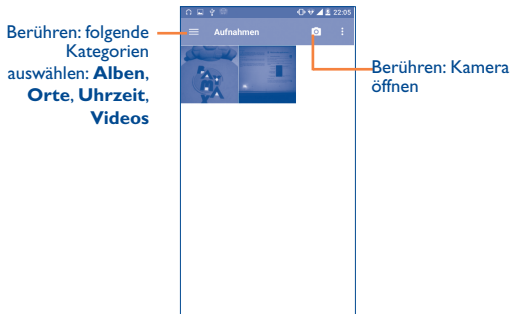 22:05
Berühren: folgende
Kategorien
auswählen: Alben,
Orte, Uhrzeit,
Videos
Aufnahmen
Berühren: Kamera
öffnen